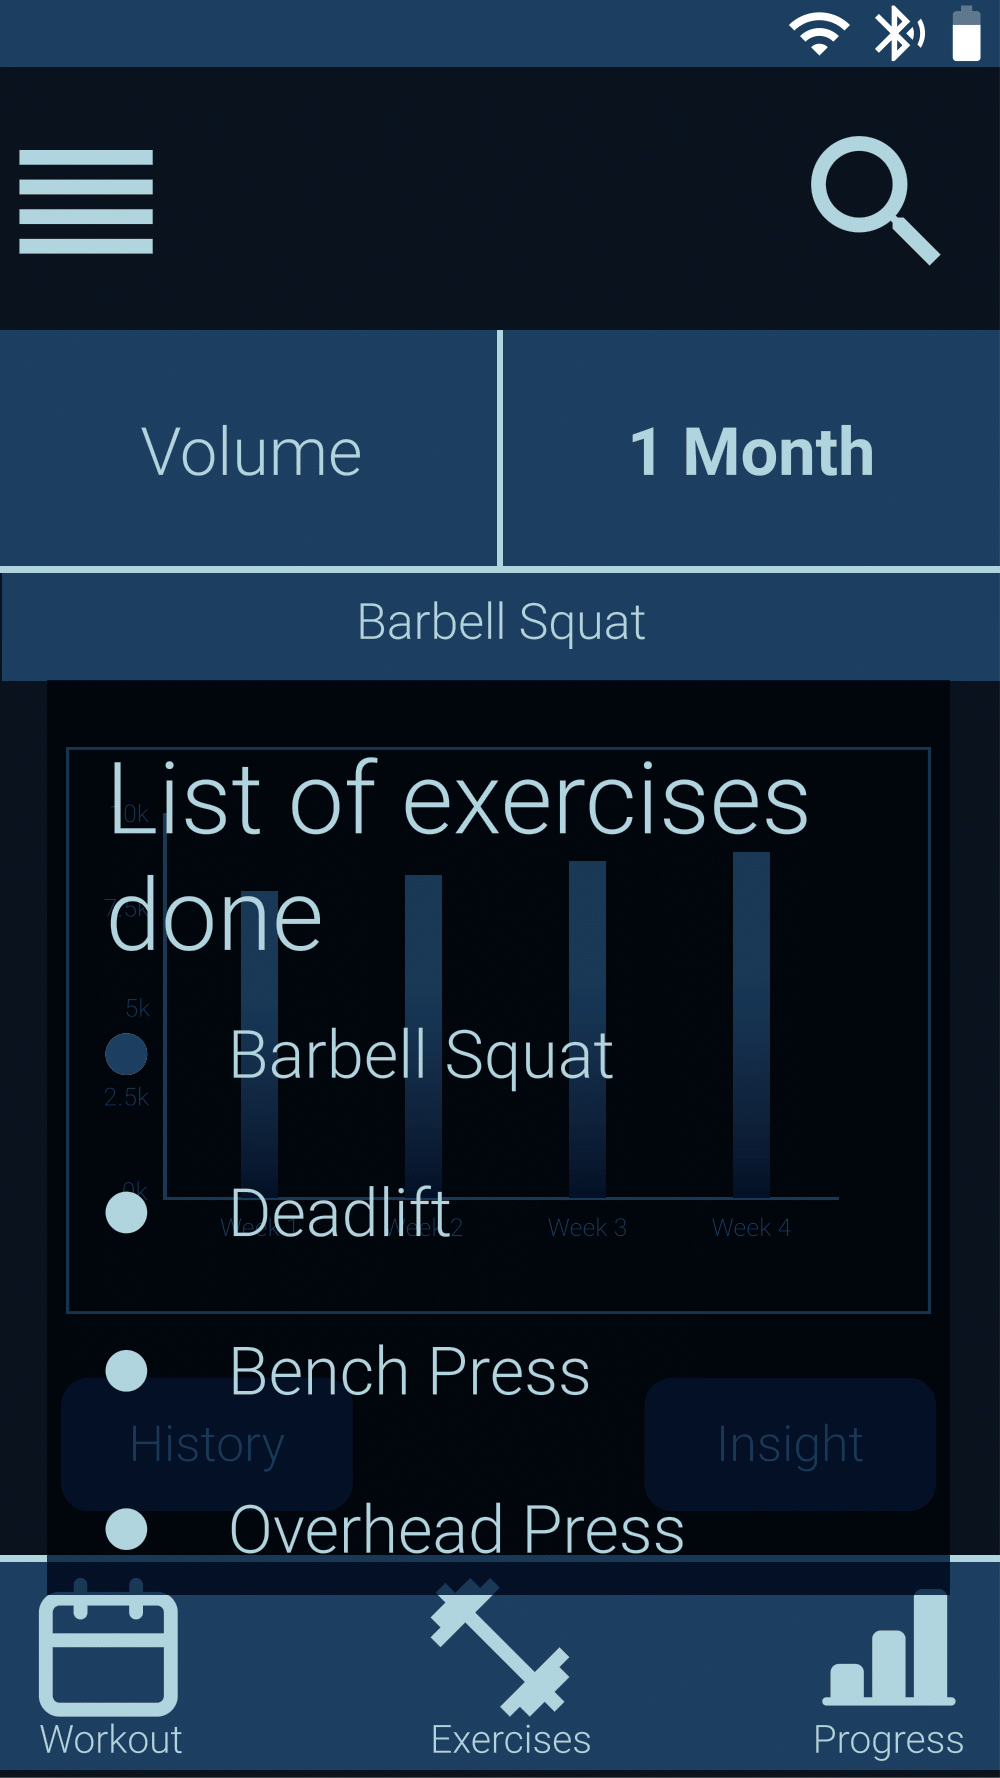 Volume
1 Month
Barbell Squat
List of exercises
done
10k
7.5k
5k
2.5k
0k
Barbell Squat
Deadlift
Week 1
Week 2
Week 3
Week 4
Bench Press
History
Insight
Overhead Press
Workout
Exercises
Progress